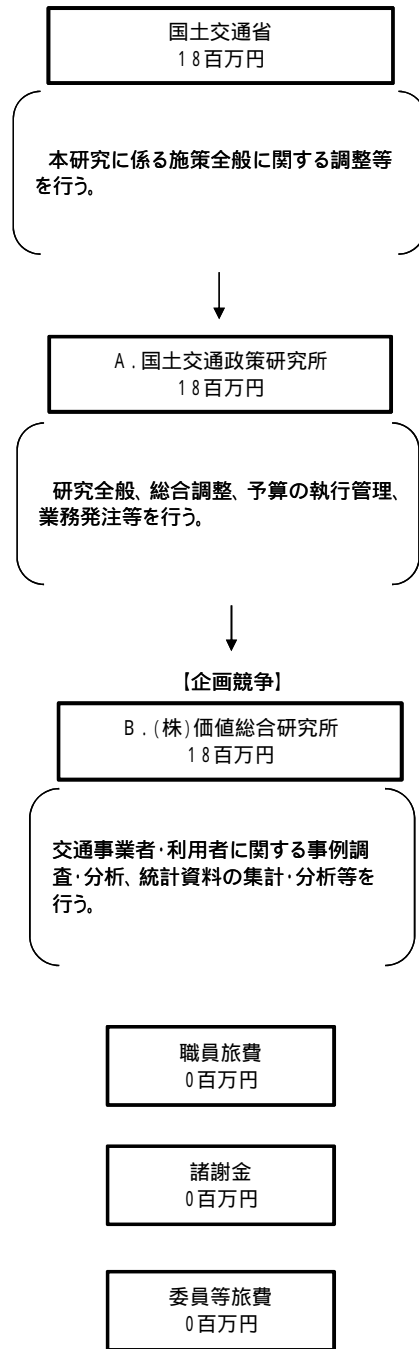 国土交通省
18百万円
本研究に係る施策全般に関する調整等
を行う。
A.国土交通政策研究所
18百万円
研究全般、総合調整、予算の執行管理、
業務発注等を行う。
【企画競争】
B.(株)価値総合研究所
18百万円
交通事業者・利用者に関する事例調
査・分析、統計資料の集計・分析等を
行う。
職員旅費
0百万円
諸謝金
0百万円
委員等旅費
0百万円